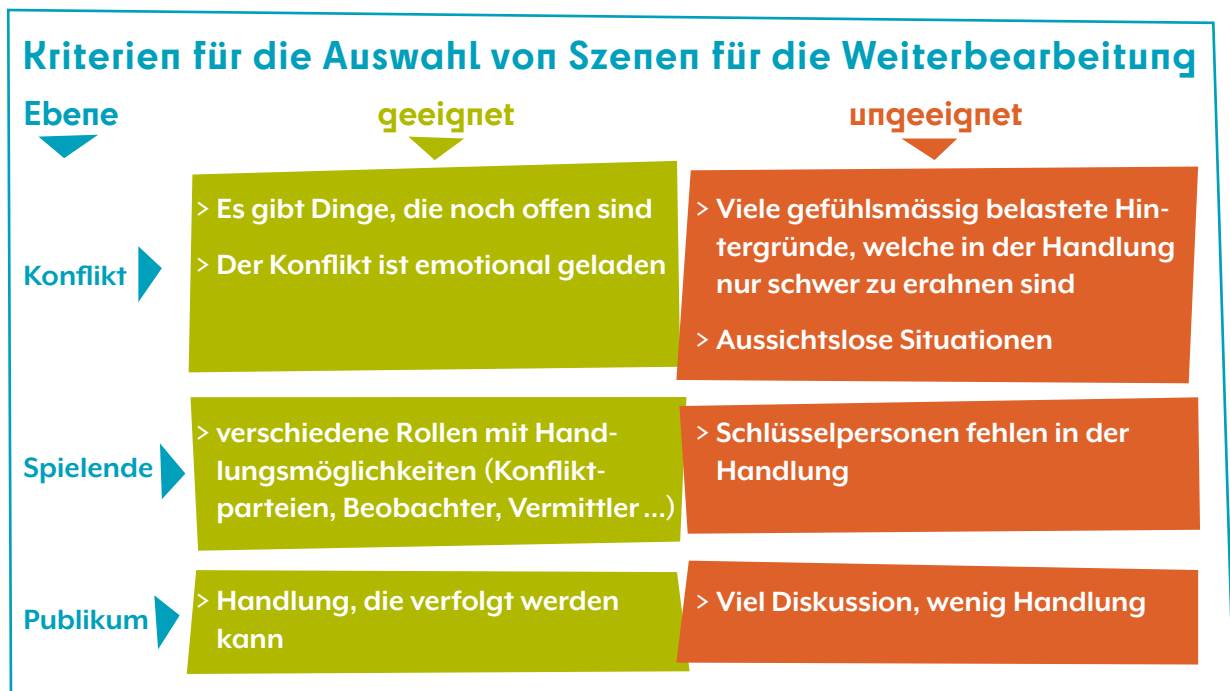 Kriterien für die Auswahl von Szenen für die Weiterbearbeitung
Ebene
geeignet
ungeeignet
Konflikt
> Es gibt Dinge, die noch offen sind
> Der Konflikt ist emotional geladen
> Viele gefühlsmässig belastete Hin-
tergründe, welche in der Handlung
nur schwer zu erahnen sind
> Aussichtslose Situationen
Spielende
> verschiedene Rollen mit Hand-
lungsmöglichkeiten (Konflikt-
parteien, Beobachter, Vermittler ...)
> Schlüsselpersonen fehlen in der
Handlung
Publikum
> Handlung, die verfolgt werden
kann
> Viel Diskussion, wenig Handlung